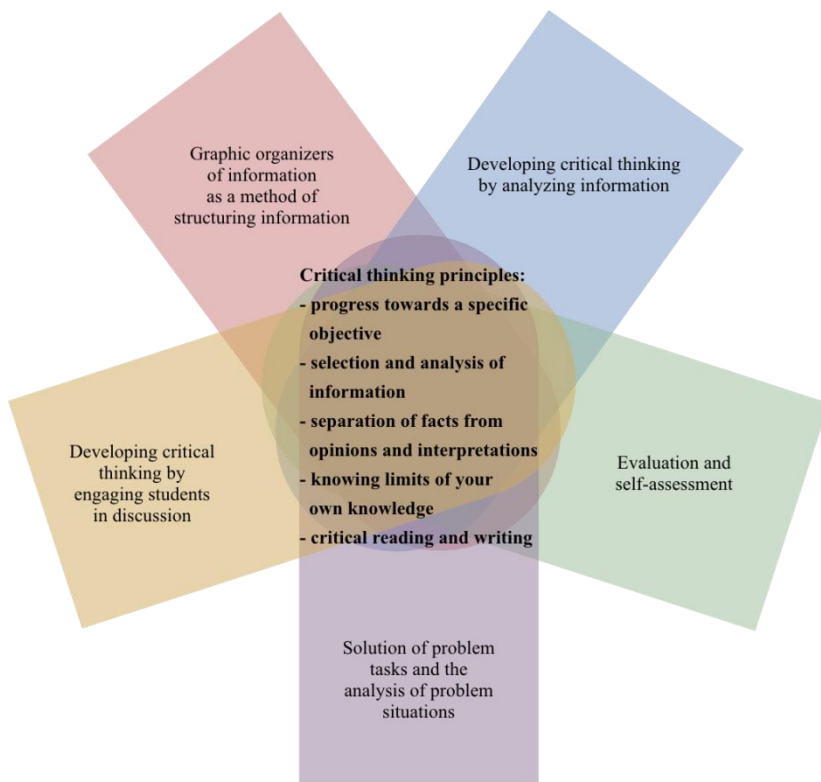 Graphic organizers
of information
as a method of
structuring information
Developing critical thinking
by analyzing information
Critical thinking principles:
- progress towards a specific
objective
- selection and analysis of
information
- separation of facts from
opinions and interpretations
- knowing limits of your
own knowledge
- critical reading and writing
Developing critical
thinking by
engaging students
in discussion
Evaluation and
self-assessment
Solution of problem
tasks and the
analysis of problem
situations